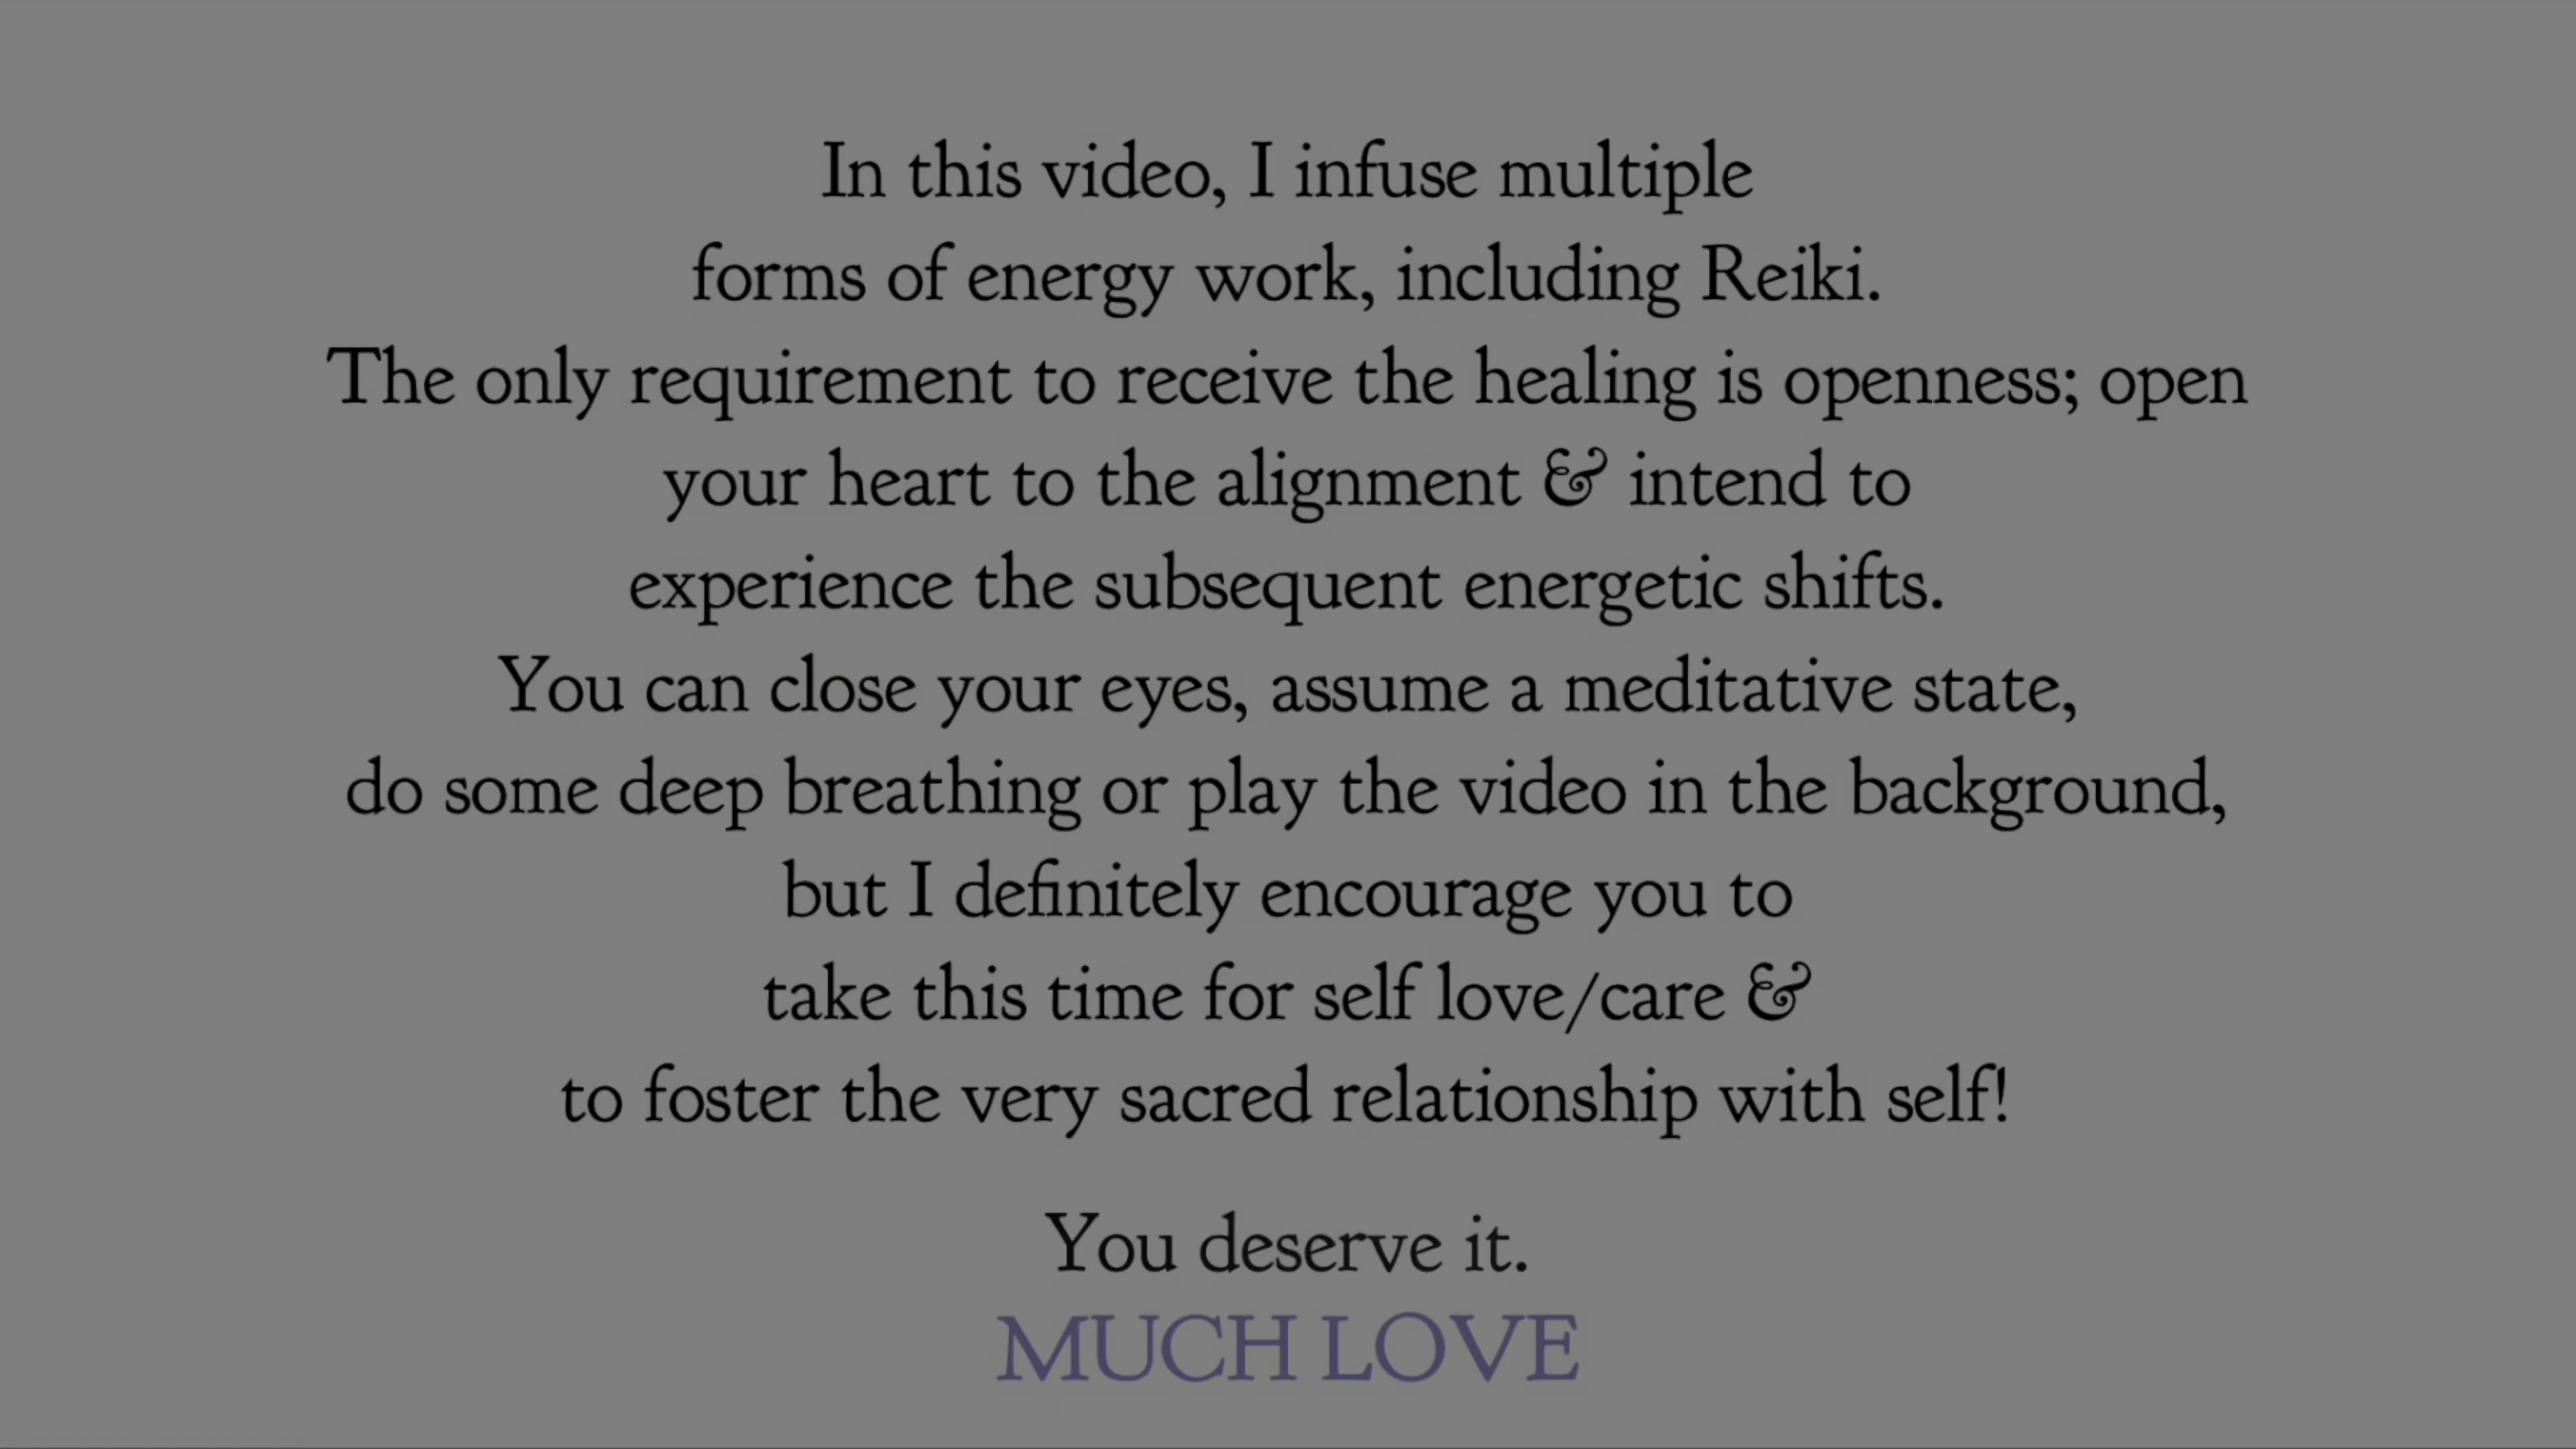 In this video, I infuse multiple
forms of energy work, including Reiki.
The only requirement to receive the healing is openness; open
your heart to the alignment & intend to
experience the subsequent energetic shifts.
You can close your eyes, assume a meditative state,
do some deep breathing or play the video in the background,
but I definitely encourage you to
take this time for self love/care &
to foster the very sacred relationship with self!
You deserve it.
MUCH LOVE